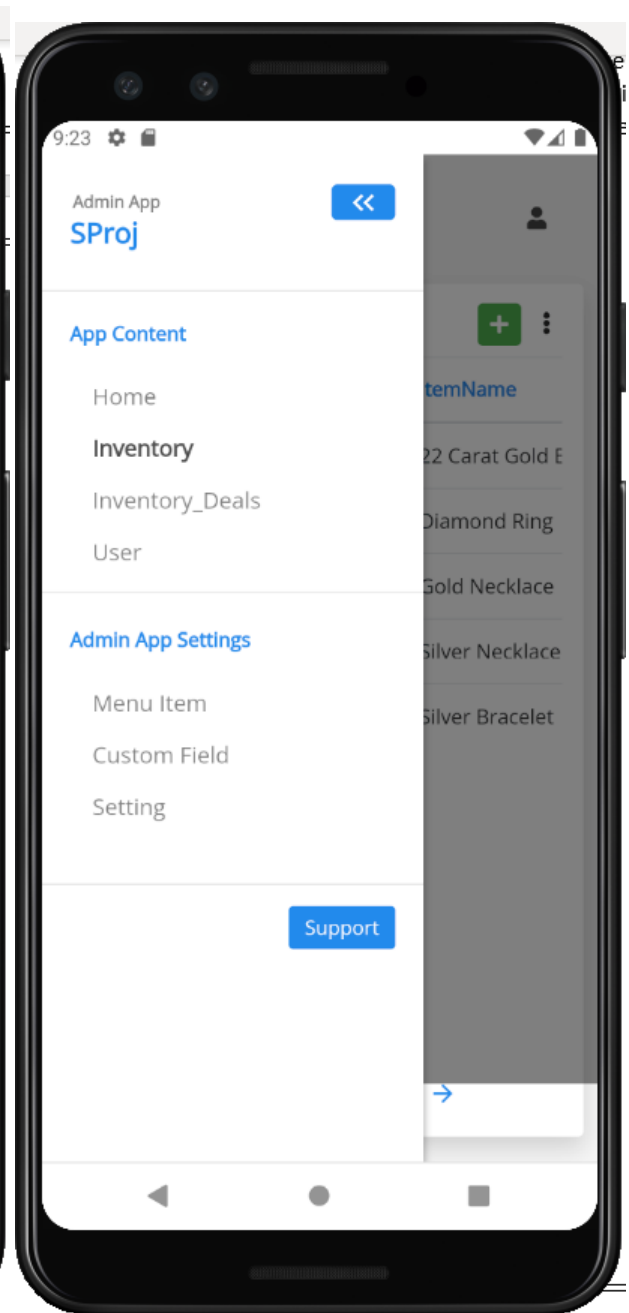 9:23
Admin App
SProj
App Content
Home
Inventory
Inventory_Deals
User
Admin App Settings
Menu Item
Custom Field
Setting
Support
temName
22 Carat Gold
Diamond Ring
Gold Necklace
Silver Necklace
Silver Bracelet